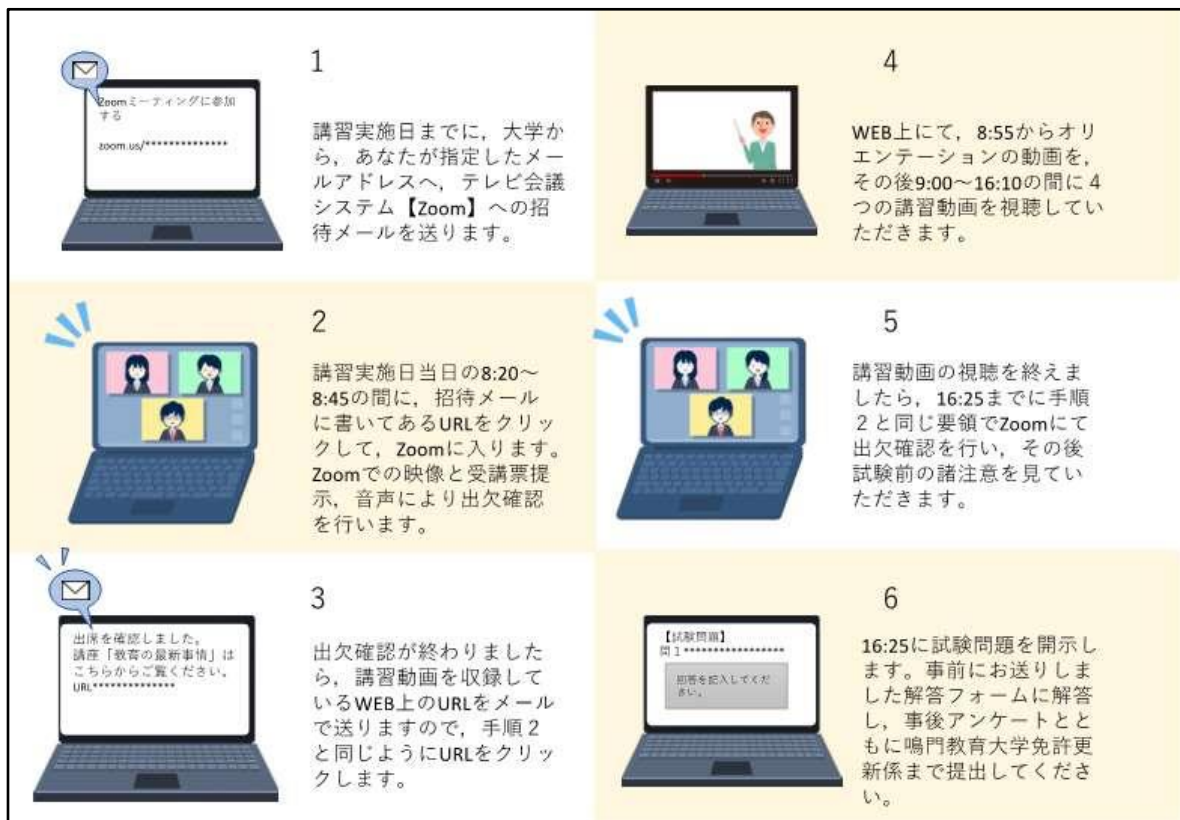 1
Zoomミーティングに参加
する
zoom.us/**************
講習実施日までに，大学か
ら，あなたが指定したメー
ルアドレスへ，テレビ会議
システム【Zoom】への招
待メールを送ります。
2
講習実施日当日の8:20～
8:45の間に，招待メール
に書いてあるURLをクリッ
クして，Zoomに入ります。
Zoomでの映像と受講票提
示，音声により出欠確認
を行います。
3
出席を確認しました。
講座「教育の最新事情」は
こちらからご覧ください。
URL**************
出欠確認が終わりました
ら，講習動画を収録して
いるWEB上のURLをメール
で送りますので，手順２
と同じようにURLをクリッ
クします。
4
WEB上にて，8:55からオリ
エンテーションの動画を，
その後9:00～16:10の間に４
つの講習動画を視聴してい
ただきます。
5
講習動画の視聴を終えま
したら，16:25までに手順
２と同じ要領でZoomにて
出欠確認を行い，その後
試験前の諸注意を見てい
ただきます。
6
【試験問題】
問１*****************
回答を記入してくだ
さい。
16:25に試験問題を開示し
ます。事前にお送りしま
した解答フォームに解答
し，事後アンケートとと
もに鳴門教育大学免許更
新係まで提出してくださ
い。